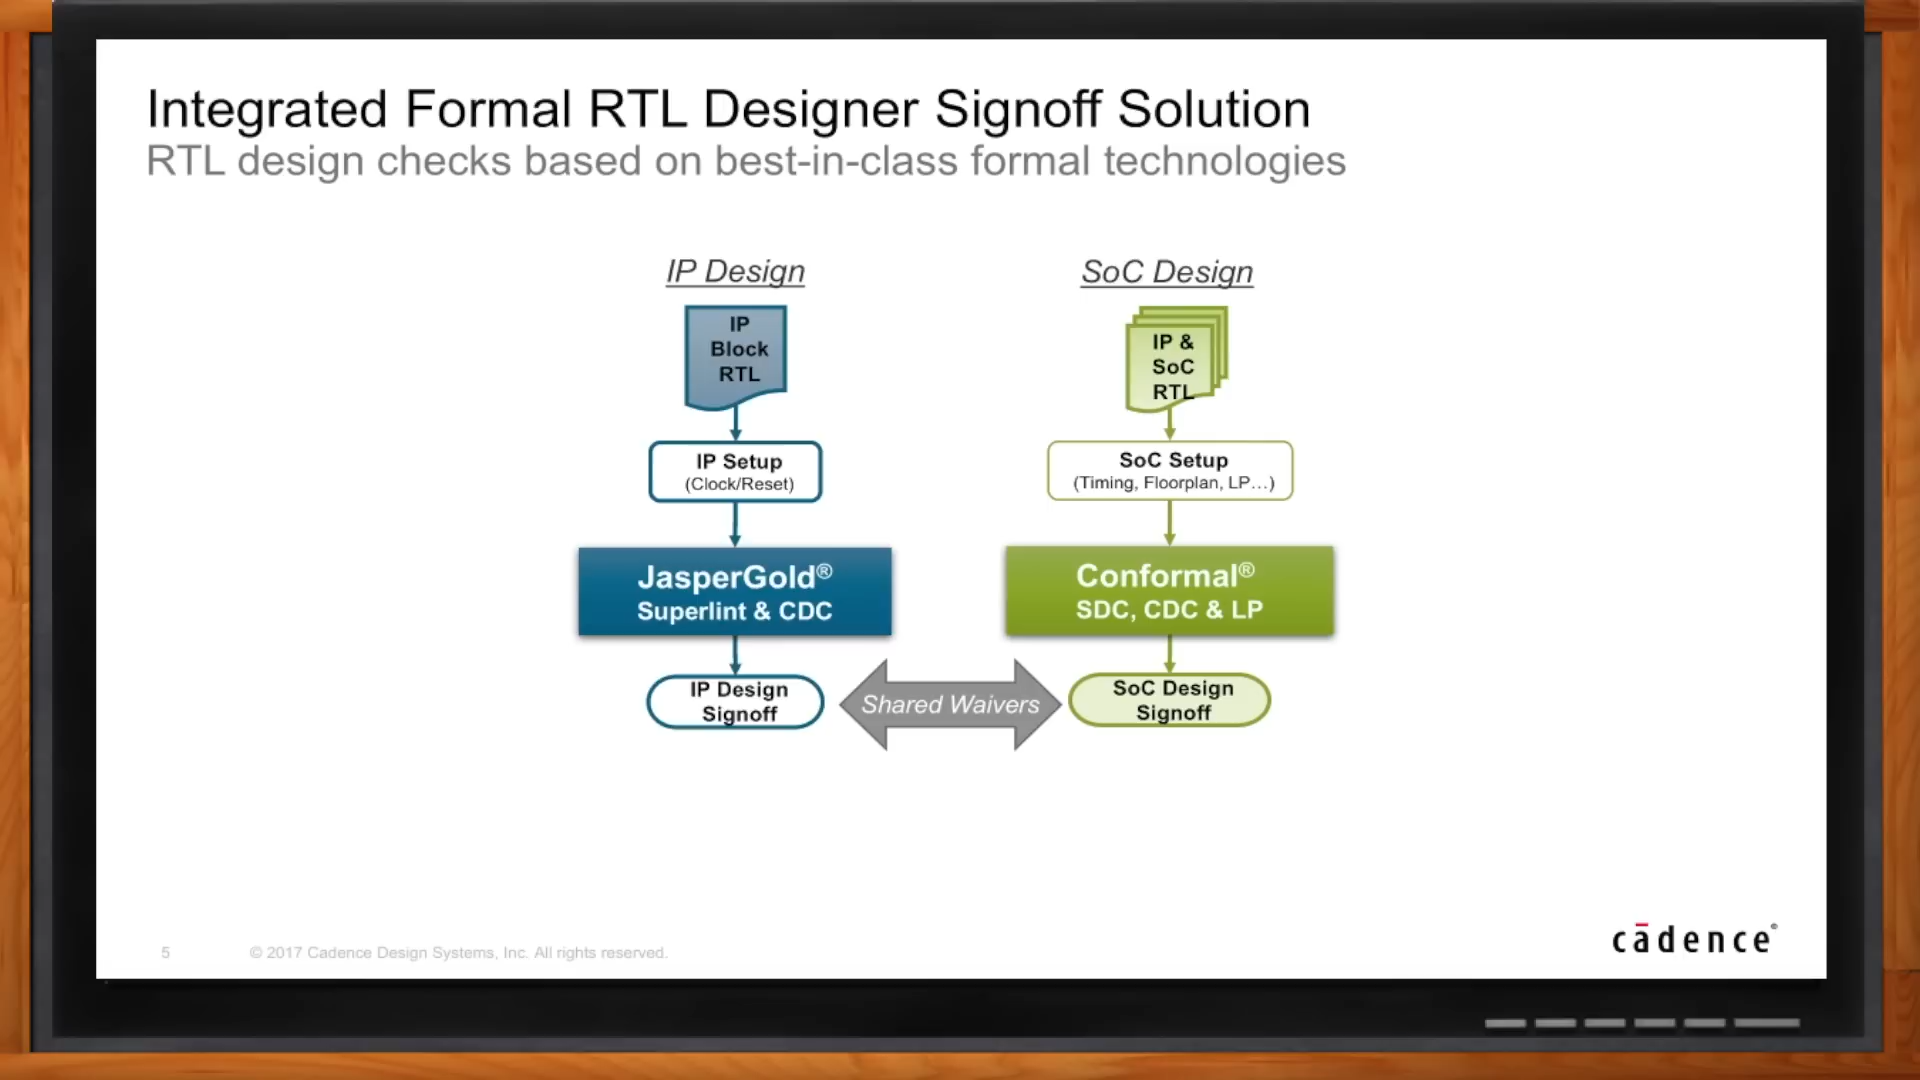 Integrated Formal RTL Designer Signoff Solution
RTL design checks based on best-in-class formal technologies
IP Design
IP
Block
RTL
IP Setup
(Clock/Reset)
JasperGold®
Superlint & CDC
IP Design
Signoff
Shared Waivers
SoC Design
IP &
SoC
RTL
SoC Setup
(Timing, Floorplan, LP…)
Conformal®
SDC, CDC & LP
SoC Design
Signoff
5
© 2017 Cadence Design Systems, Inc. All rights reserved.
cādence®